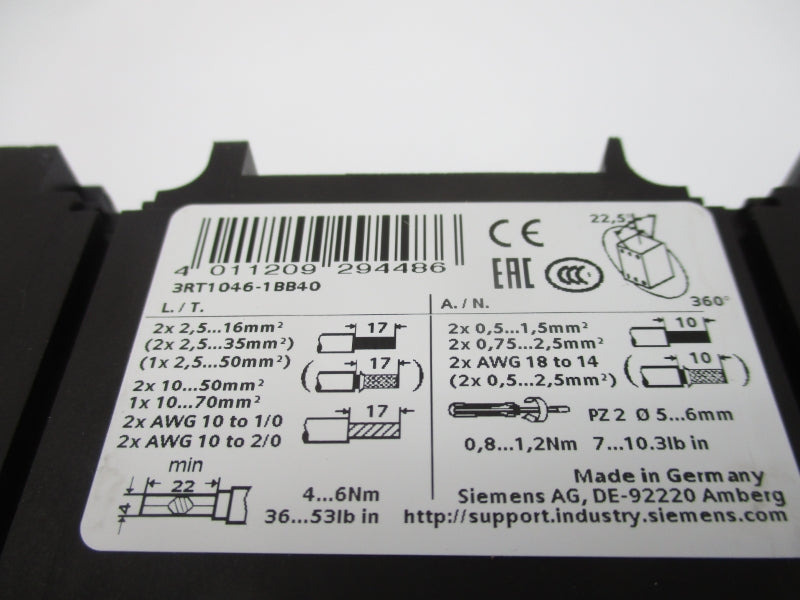 4 011209 294486
CE
22,5°
EAC
CCC
3RT1046-1BB40
360°
L. / T.
A. / N.
2x 2,5...16mm²
(2x 2,5...35mm²)
(1x 2,5...50mm²)
17
17
2x 10...50mm²
1x 10...70mm²
2x AWG 10 to 1/0
2x AWG 10 to 2/0
17
min
22
4
4...6Nm
36...53lb in
2x 0,5...1,5mm²
2x 0,75...2,5mm²
2x AWG 18 to 14
(2x 0,5...2,5mm²)
10
10
PZ 2 Ø 5...6mm
0,8...1,2Nm 7...10.3lb in
Made in Germany
Siemens AG, DE-92220 Amberg
http://support.industry.siemens.com